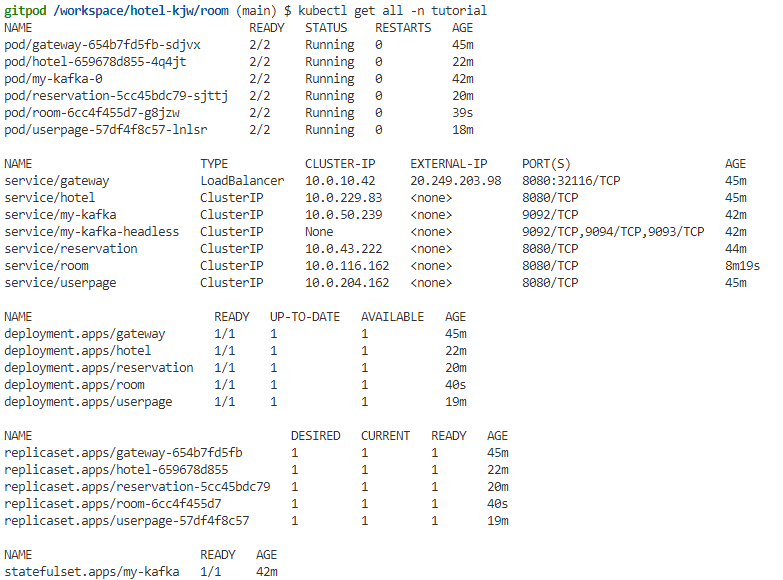 gitpod /workspace/hotel-kjw/room (main) $ kubectl get all -n tutorial
NAME READY STATUS RESTARTS AGE
pod/gateway-654b7fd5fb-sdjvx 2/2 Running 0 45m
pod/hotel-659678d855-4q4jt 2/2 Running 0 22m
pod/my-kafka-0 2/2 Running 0 42m
pod/reservation-5cc45bdc79-sjttj 2/2 Running 0 20m
pod/room-6cc4f455d7-g8jzw 2/2 Running 0 39s
pod/userpage-57df4f8c57-lnlsr 2/2 Running 0 18m
NAME TYPE CLUSTER-IP EXTERNAL-IP PORT(S) AGE
service/gateway LoadBalancer 10.0.10.42 20.249.203.98 8080:32116/TCP 45m
service/hotel ClusterIP 10.0.229.83 <none> 8080/TCP 45m
service/my-kafka ClusterIP 10.0.50.239 <none> 9092/TCP 42m
service/my-kafka-headless ClusterIP None <none> 9092/TCP,9094/TCP,9093/TCP 42m
service/reservation ClusterIP 10.0.43.222 <none> 8080/TCP 44m
service/room ClusterIP 10.0.116.162 <none> 8080/TCP 8m19s
service/userpage ClusterIP 10.0.204.162 <none> 8080/TCP 45m
NAME READY UP-TO-DATE AVAILABLE AGE
deployment.apps/gateway 1/1 1 1 45m
deployment.apps/hotel 1/1 1 1 22m
deployment.apps/reservation 1/1 1 1 20m
deployment.apps/room 1/1 1 1 40s
deployment.apps/userpage 1/1 1 1 19m
NAME DESIRED CURRENT READY AGE
replicaset.apps/gateway-654b7fd5fb 1 1 1 45m
replicaset.apps/hotel-659678d855 1 1 1 22m
replicaset.apps/reservation-5cc45bdc79 1 1 1 20m
replicaset.apps/room-6cc4f455d7 1 1 1 40s
replicaset.apps/userpage-57df4f8c57 1 1 1 19m
NAME READY AGE
statefulset.apps/my-kafka 1/1 42m